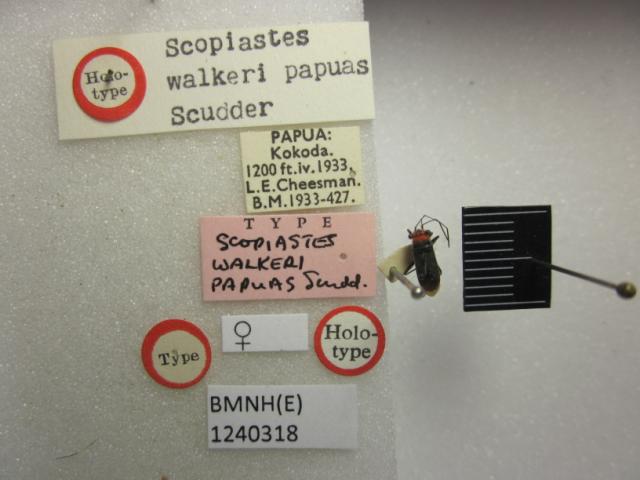 Holo-
type
Scopiastes
walkeri papuas
Scudder
PAPUA:
Kokoda.
1200 ft.iv.1933.
L.E.Cheesman.
B.M.1933-427.
TYPE
SCOPIASTES
WALKERI
PAPUAS Scudd.
Type
♀
Holo-
type
BMNH(E)
1240318